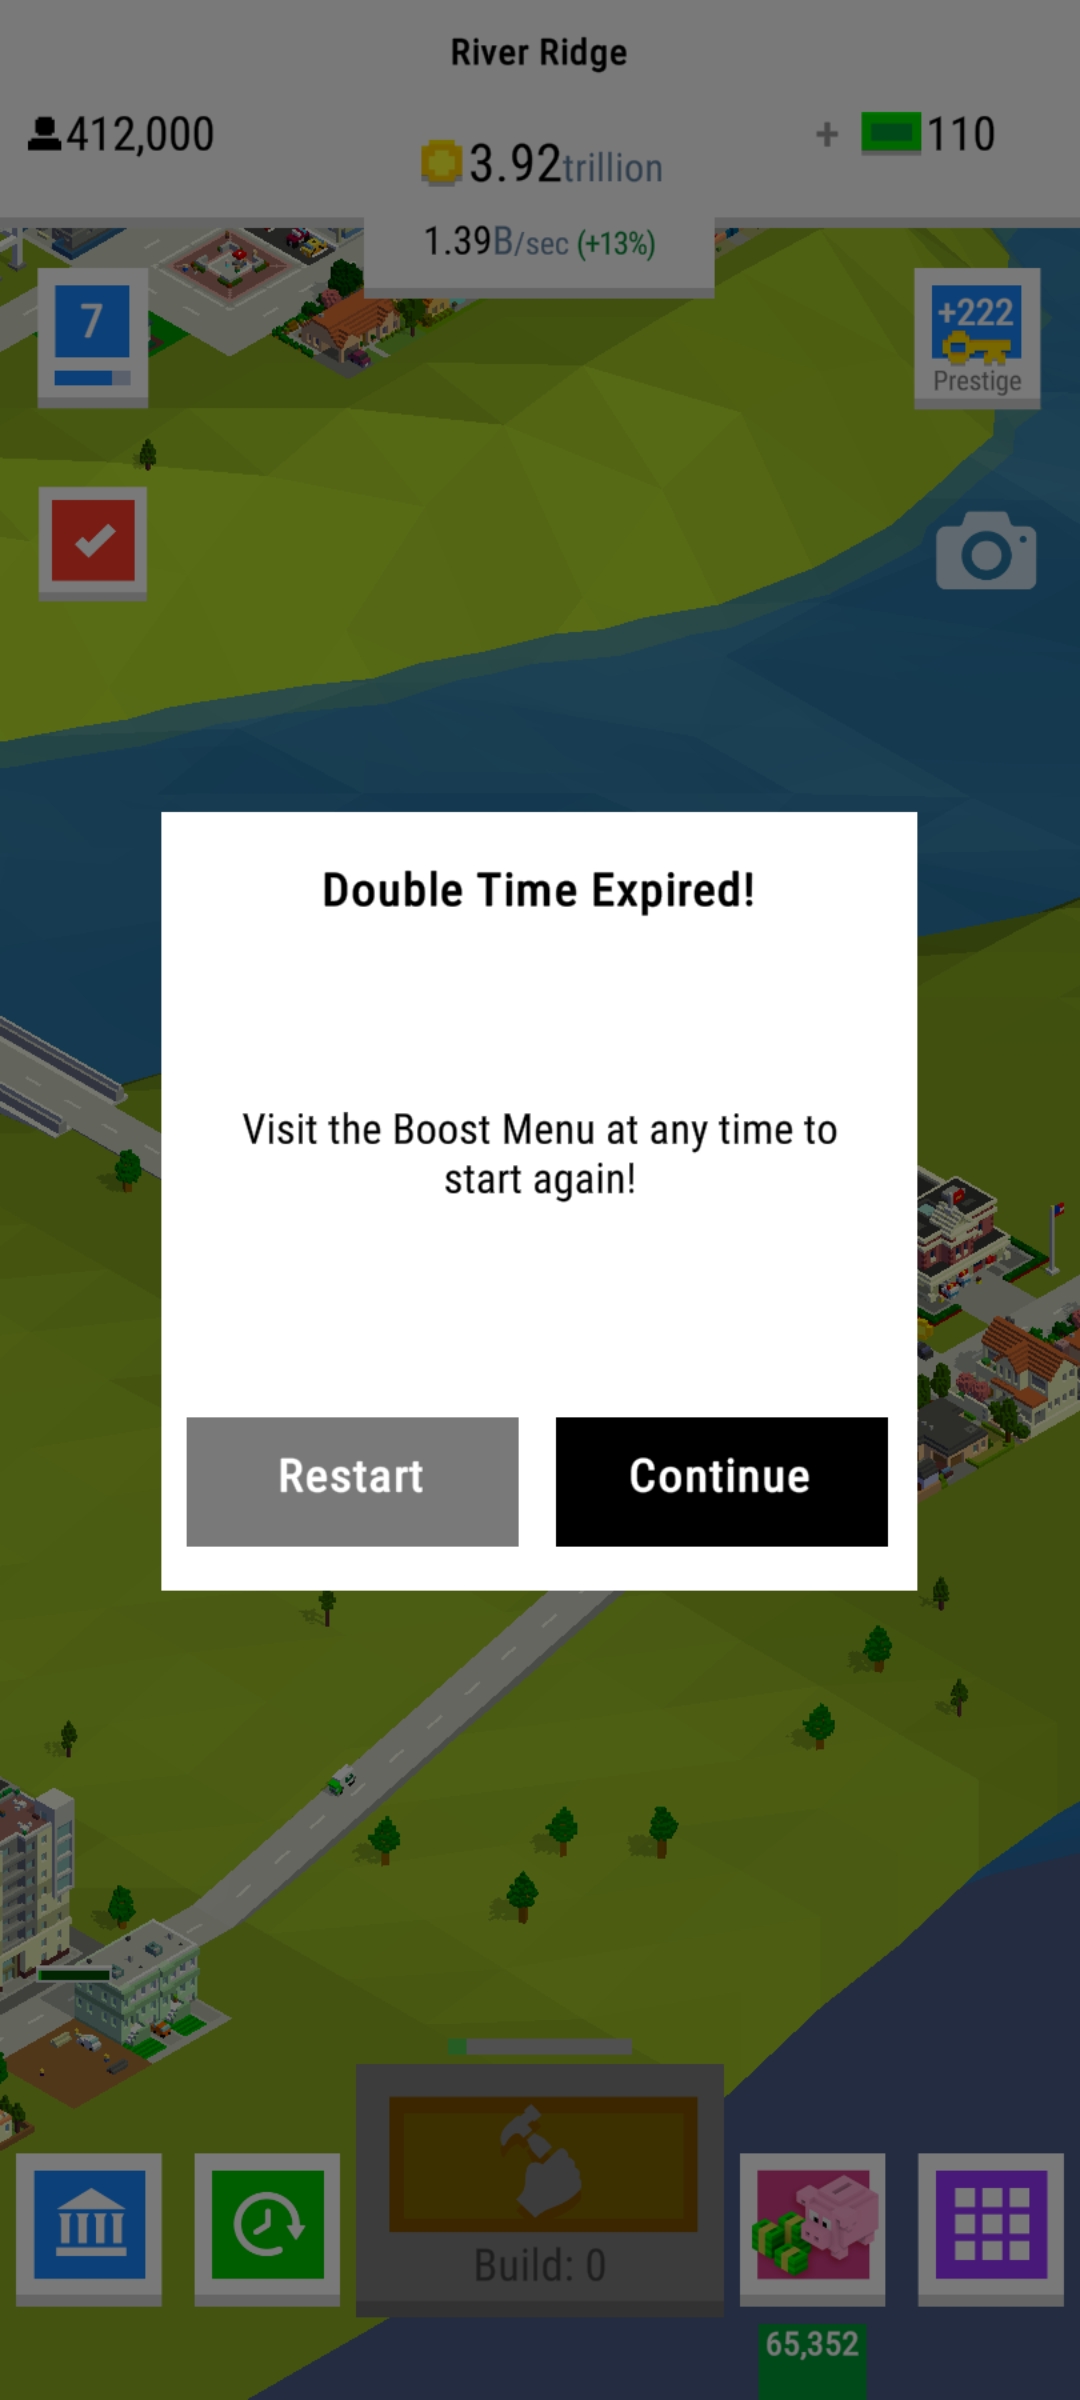 River Ridge
412,000
3.92trillion
+ 110
1.39B/sec (+13%)
7
+222
Prestige
Double Time Expired!
Visit the Boost Menu at any time to
start again!
Restart
Continue
Build: 0
65,352